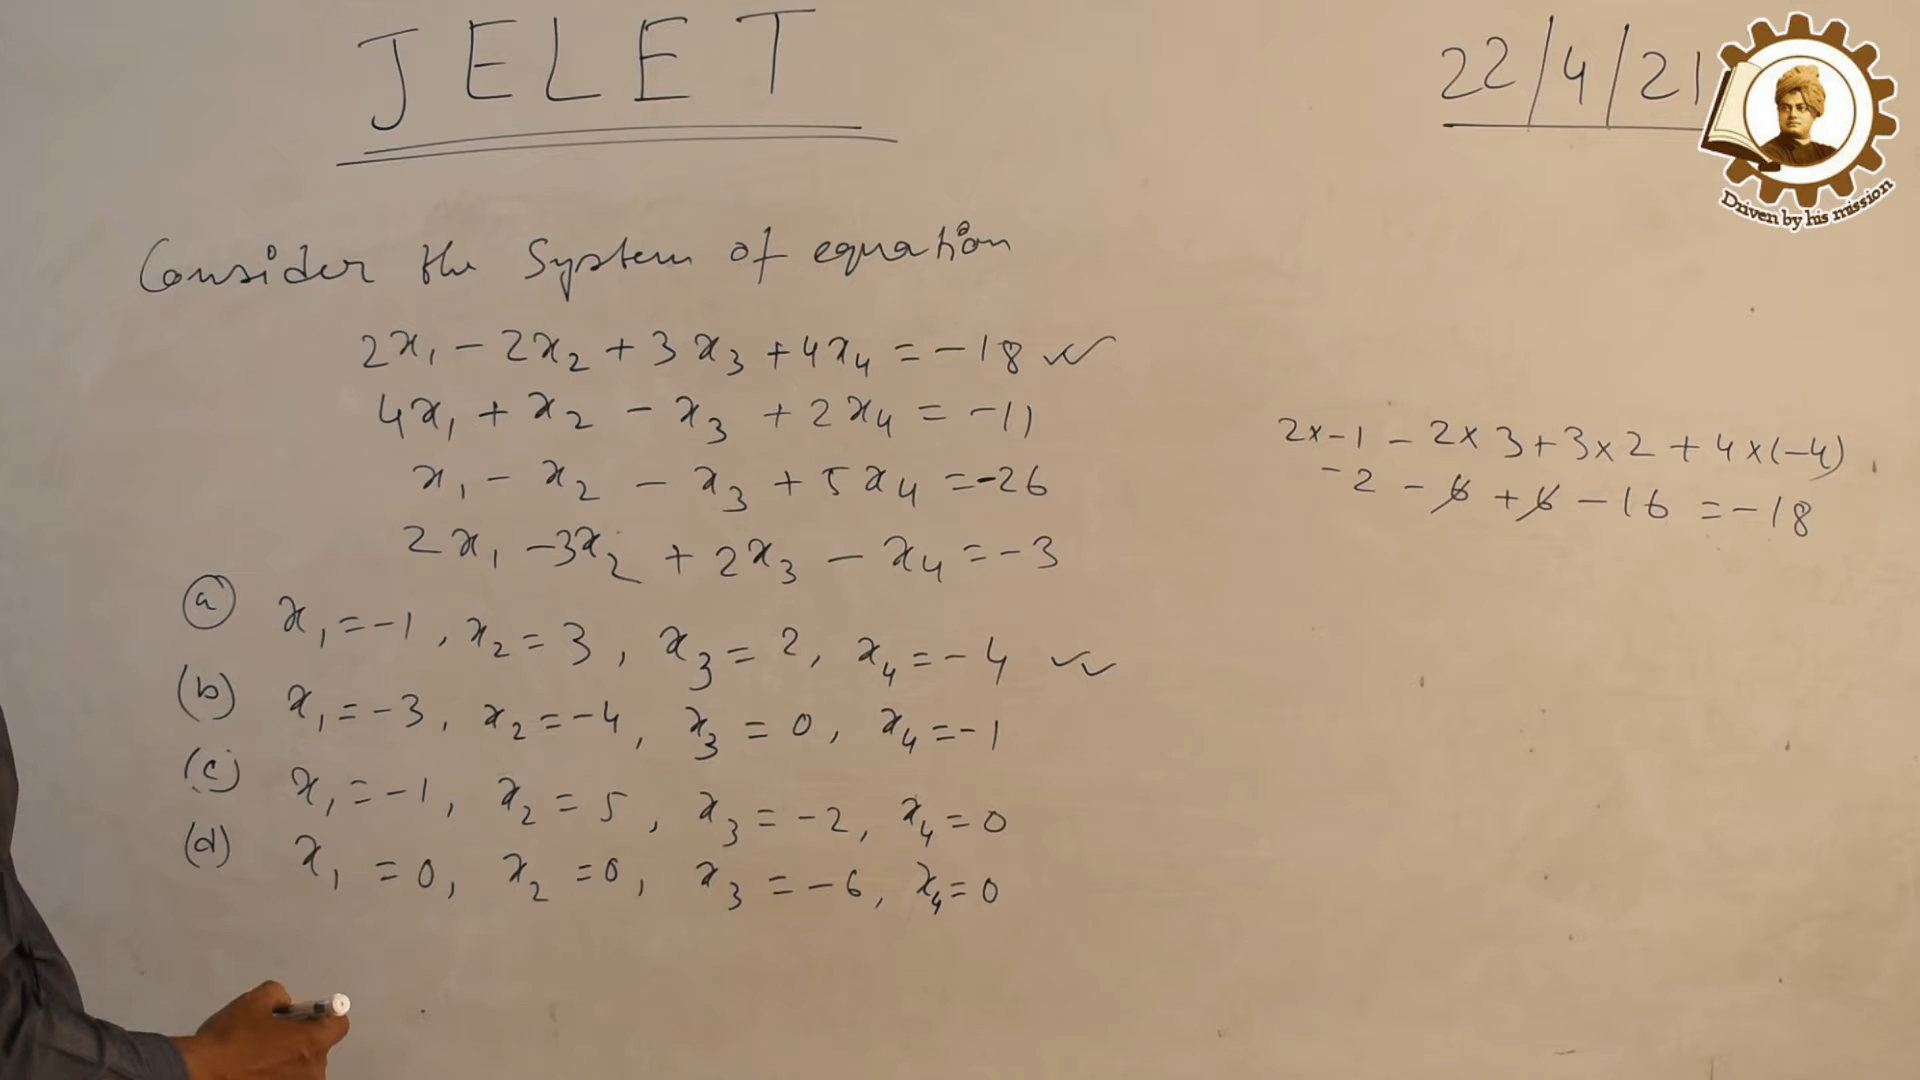 JELET
22/4/21
Driven by his mission
Consider the System of equation
2x₁ - 2x₂ + 3x₃ + 4x₄ = -18
4x₁ + x₂ - x₃ + 2x₄ = -11
x₁ - x₂ - x₃ + 5x₄ = -26
2x₁ - 3x₂ + 2x₃ - x₄ = -3
2x-1 - 2x3 + 3x2 + 4x(-4)
-2 - 6 + 6 - 16 = -18
(a) x₁ = -1, x₂ = 3, x₃ = 2, x₄ = -4
(b) x₁ = -3, x₂ = -4, x₃ = 0, x₄ = -1
(c) x₁ = -1, x₂ = 5, x₃ = -2, x₄ = 0
(d) x₁ = 0, x₂ = 0, x₃ = -6, x₄ = 0